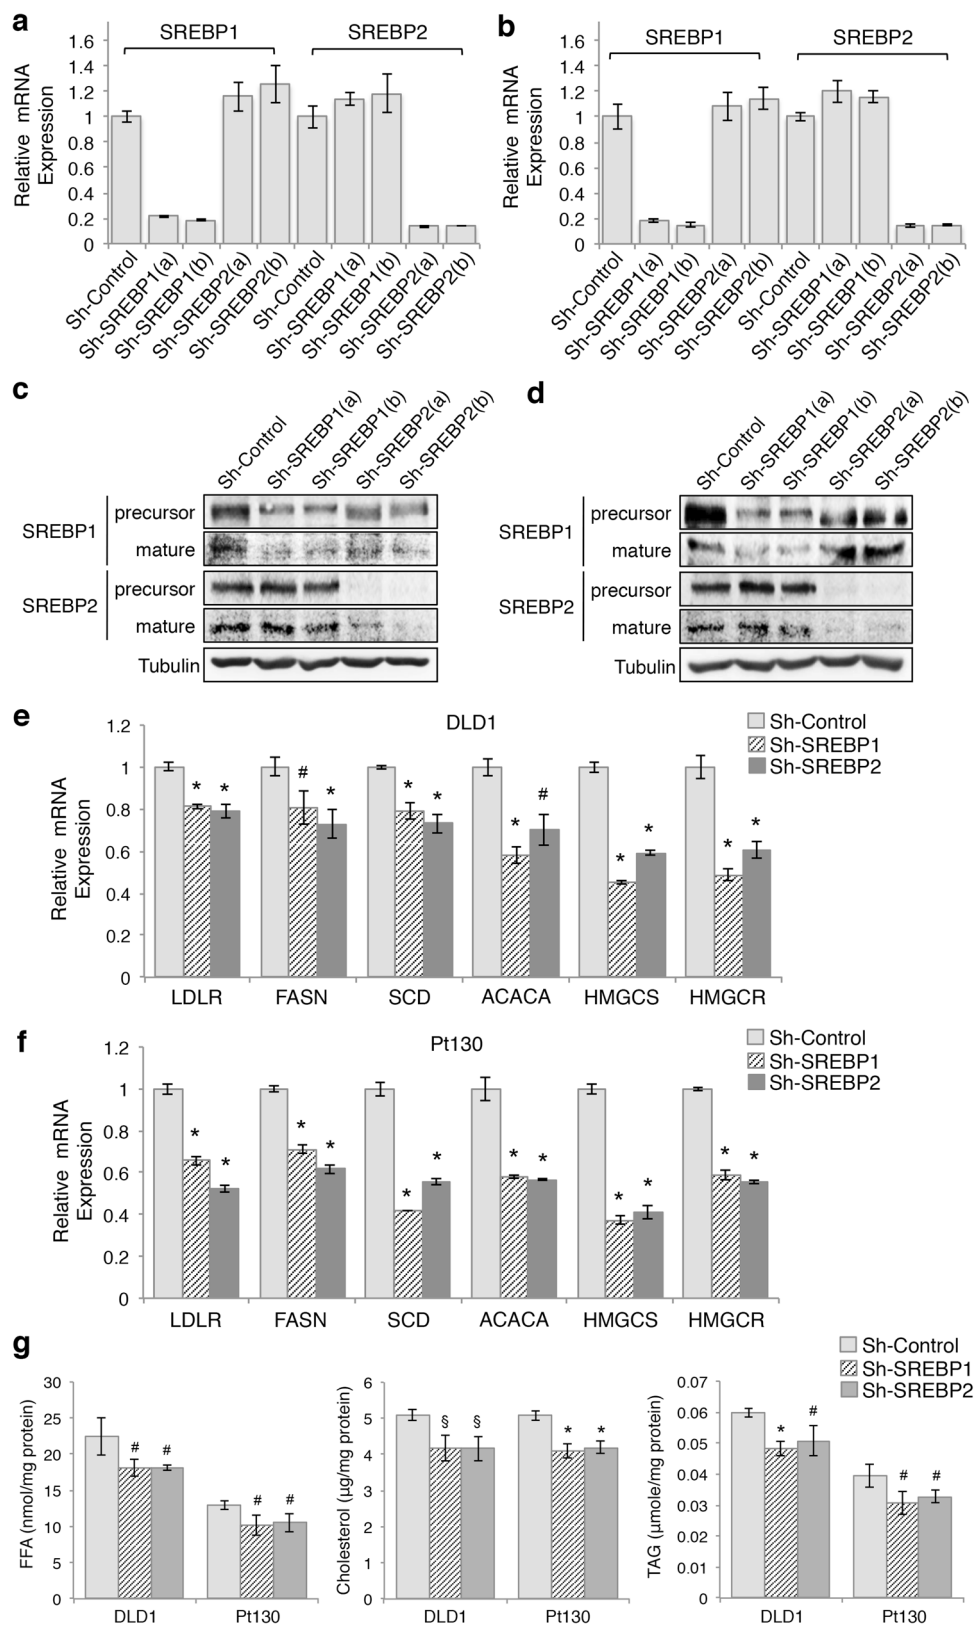 a
SREBP1
SREBP2
Relative mRNA
Expression
1.6
1.4
1.2
1
0.8
0.6
0.4
0.2
0
Sh-Control
Sh-SREBP1(a)
Sh-SREBP1(b)
Sh-SREBP2(a)
Sh-SREBP2(b)
Sh-Control
Sh-SREBP1(a)
Sh-SREBP1(b)
Sh-SREBP2(a)
Sh-SREBP2(b)
b
SREBP1
SREBP2
Relative mRNA
Expression
1.6
1.4
1.2
1
0.8
0.6
0.4
0.2
0
Sh-Control
Sh-SREBP1(a)
Sh-SREBP1(b)
Sh-SREBP2(a)
Sh-SREBP2(b)
Sh-Control
Sh-SREBP1(a)
Sh-SREBP1(b)
Sh-SREBP2(a)
Sh-SREBP2(b)
c
Sh-Control
Sh-SREBP1(a)
Sh-SREBP1(b)
Sh-SREBP2(a)
Sh-SREBP2(b)
SREBP1
precursor
mature
SREBP2
precursor
mature
Tubulin
d
Sh-Control
Sh-SREBP1(a)
Sh-SREBP1(b)
Sh-SREBP2(a)
Sh-SREBP2(b)
SREBP1
precursor
mature
SREBP2
precursor
mature
Tubulin
e
DLD1
Sh-Control
Sh-SREBP1
Sh-SREBP2
Relative mRNA
Expression
1.2
1
0.8
0.6
0.4
0.2
0
* * # * * * * # * * * *
LDLR FASN SCD ACACA HMGCS HMGCR
f
Pt130
Sh-Control
Sh-SREBP1
Sh-SREBP2
Relative mRNA
Expression
1.2
1
0.8
0.6
0.4
0.2
0
* * * * * * * * * * * *
LDLR FASN SCD ACACA HMGCS HMGCR
g
Sh-Control
Sh-SREBP1
Sh-SREBP2
FFA (nmol/mg protein)
30
25
20
15
10
5
0
# # # #
DLD1 Pt130
Cholesterol (µg/mg protein)
6
5
4
3
2
1
0
§ § * *
DLD1 Pt130
TAG (µmole/mg protein)
0.07
0.06
0.05
0.04
0.03
0.02
0.01
0
* # # #
DLD1 Pt130